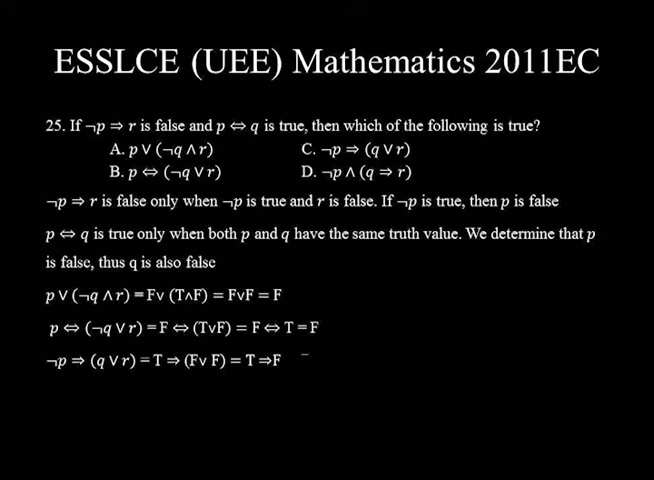 ESSLCE (UEE) Mathematics 2011EC
25. If ¬p ⇒ r is false and p ⇔ q is true, then which of the following is true?
A. p ∨ (¬q ∧ r) C. ¬p ⇒ (q ∨ r)
B. p ⇔ (¬q ∨ r) D. ¬p ∧ (q ⇒ r)
¬p ⇒ r is false only when ¬p is true and r is false. If ¬p is true, then p is false
p ⇔ q is true only when both p and q have the same truth value. We determine that p
is false, thus q is also false
p ∨ (¬q ∧ r) = F∨ (T∧F) = F∨F = F
p ⇔ (¬q ∨ r) = F ⇔ (T∨F) = F ⇔ T = F
¬p ⇒ (q ∨ r) = T ⇒ (F∨ F) = T ⇒F